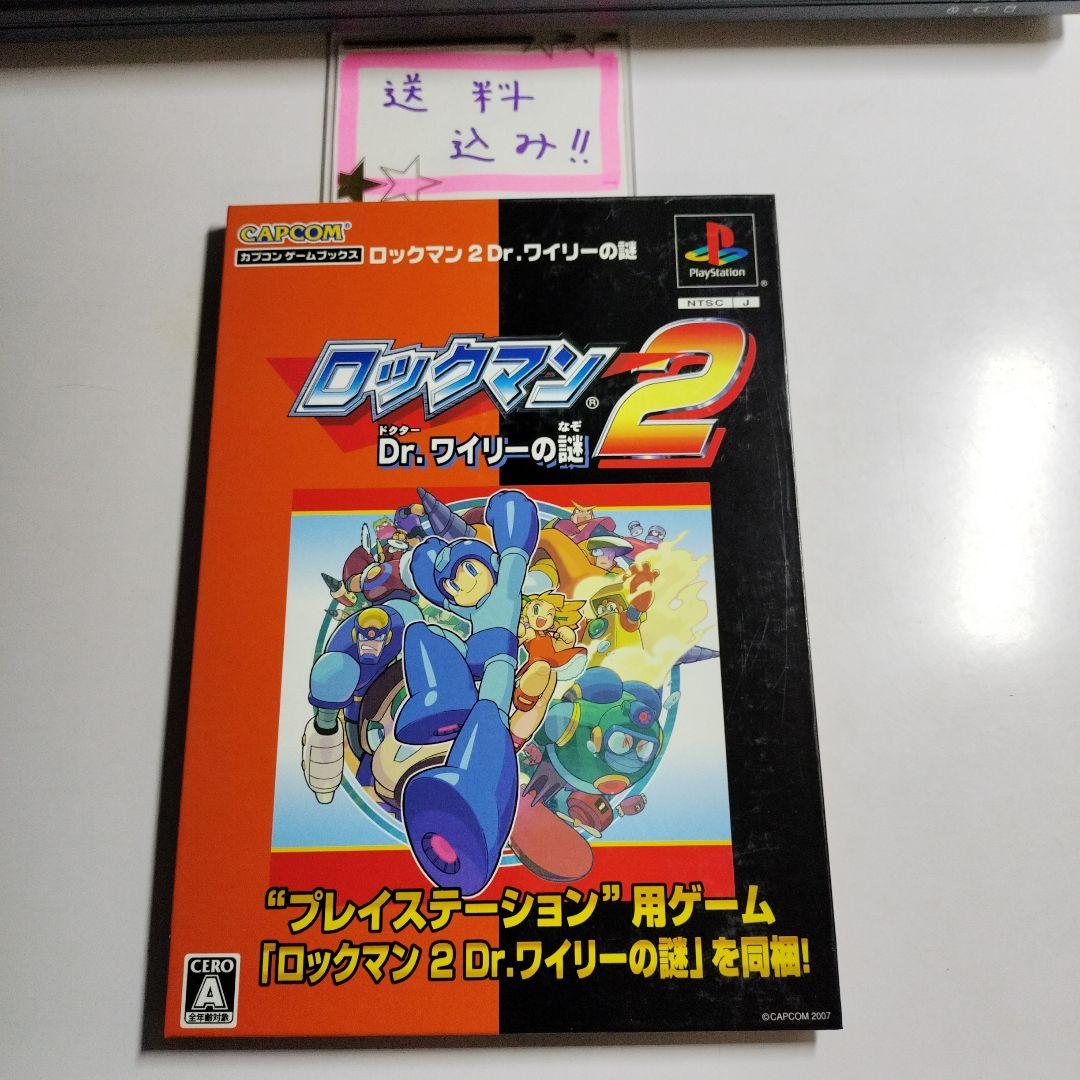 送料
込み!!
CAPCOM®
カプコン ゲームブックス ロックマン2 Dr.ワイリーの謎
PlayStation®
NTSC J
ロックマン®2
ドクター なぞ
Dr.ワイリーの謎
“プレイステーション”用ゲーム
「ロックマン 2 Dr.ワイリーの謎」を同梱!
CERO
A
全年齢対象
©CAPCOM 2007